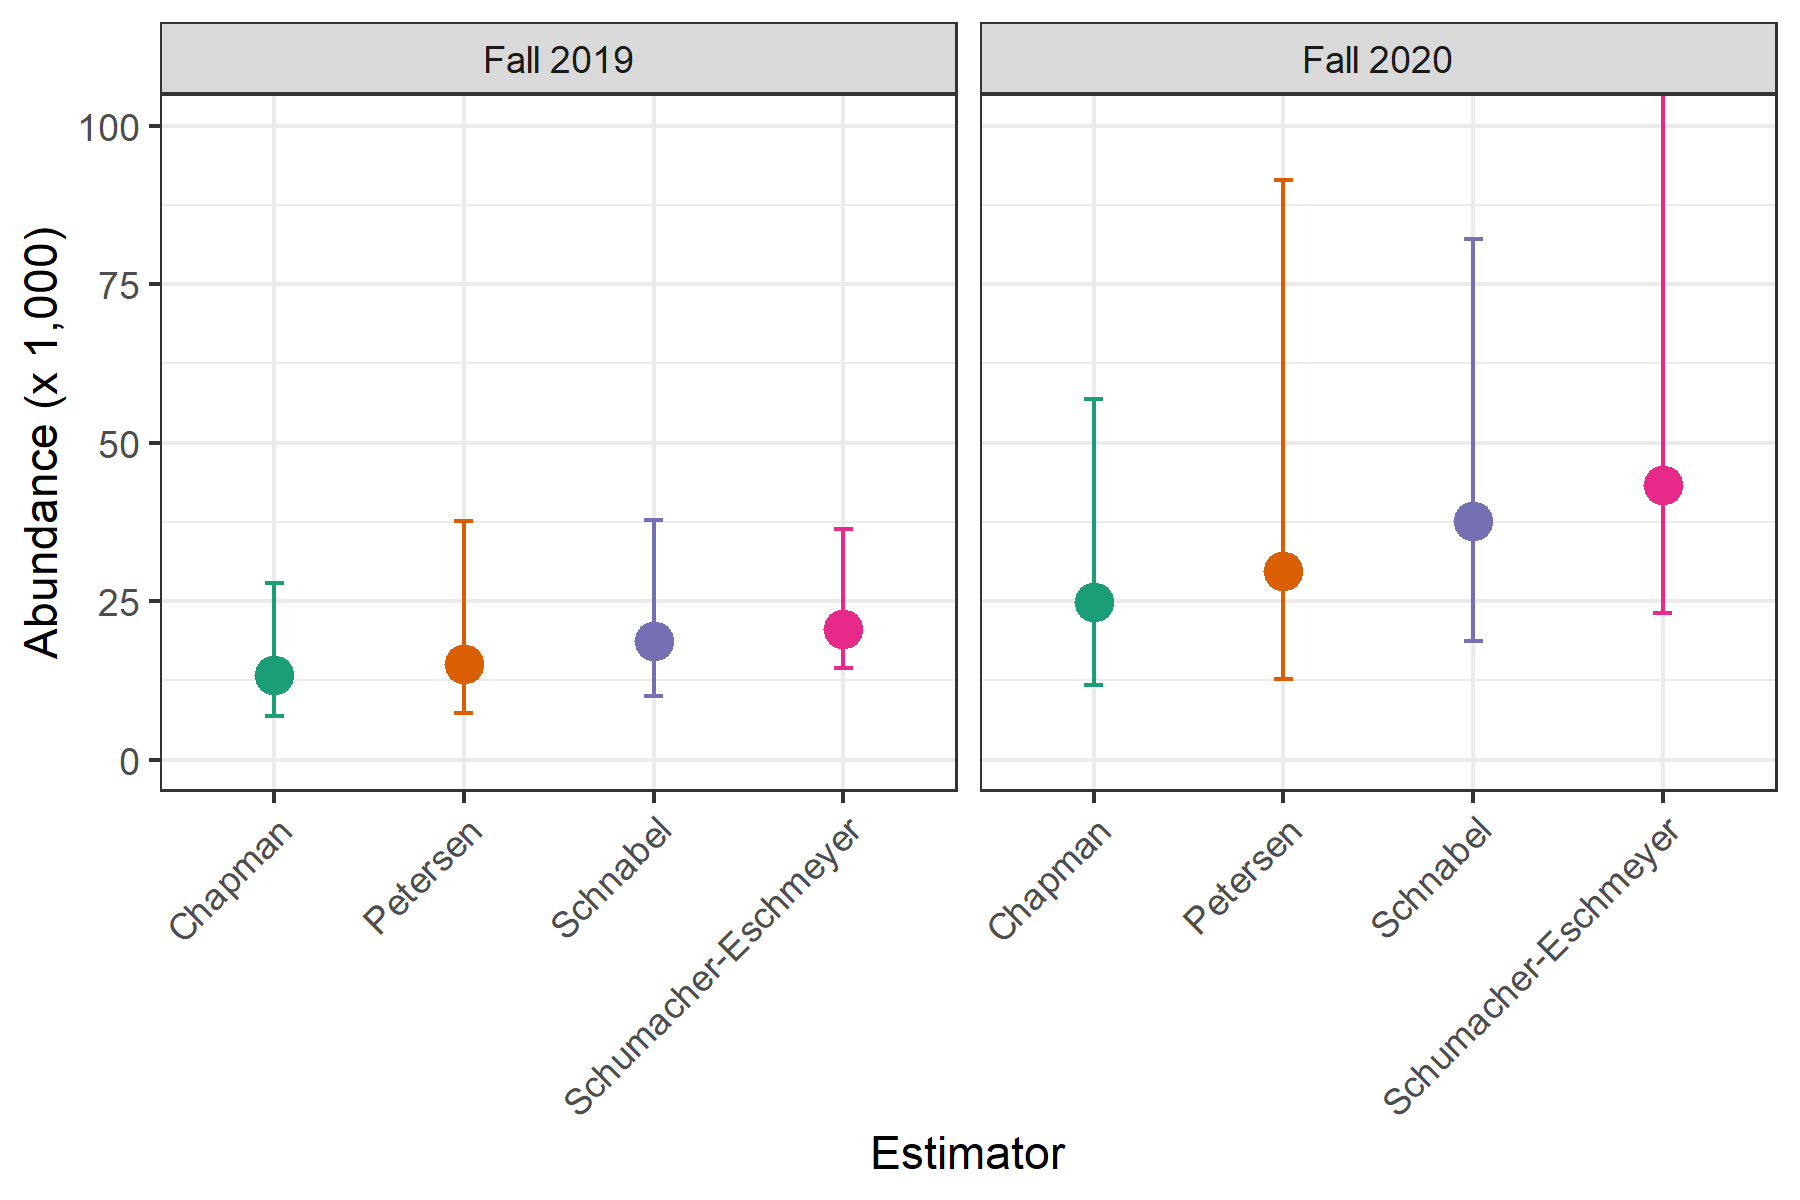 Fall 2019
Fall 2020
Abundance (x 1,000)
100
75
50
25
0
Chapman
Petersen
Schnabel
Schumacher-Eschmeyer
Chapman
Petersen
Schnabel
Schumacher-Eschmeyer
Estimator